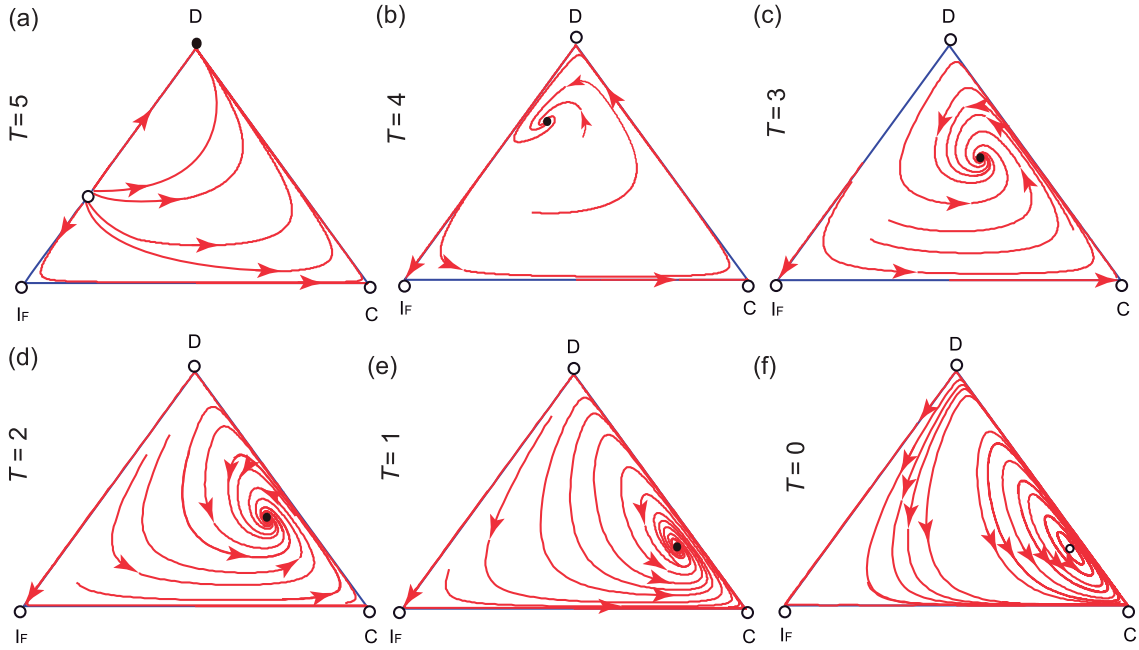 (a)
D
T = 5
IF
C
(b)
D
T = 4
IF
C
(c)
D
T = 3
IF
C
(d)
D
T = 2
IF
C
(e)
D
T = 1
IF
C
(f)
D
T = 0
IF
C